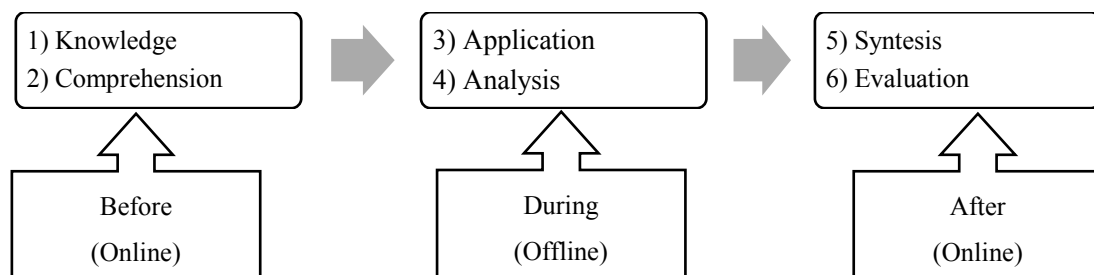 1) Knowledge
2) Comprehension
3) Application
4) Analysis
5) Syntesis
6) Evaluation
Before
(Online)
During
(Offline)
After
(Online)